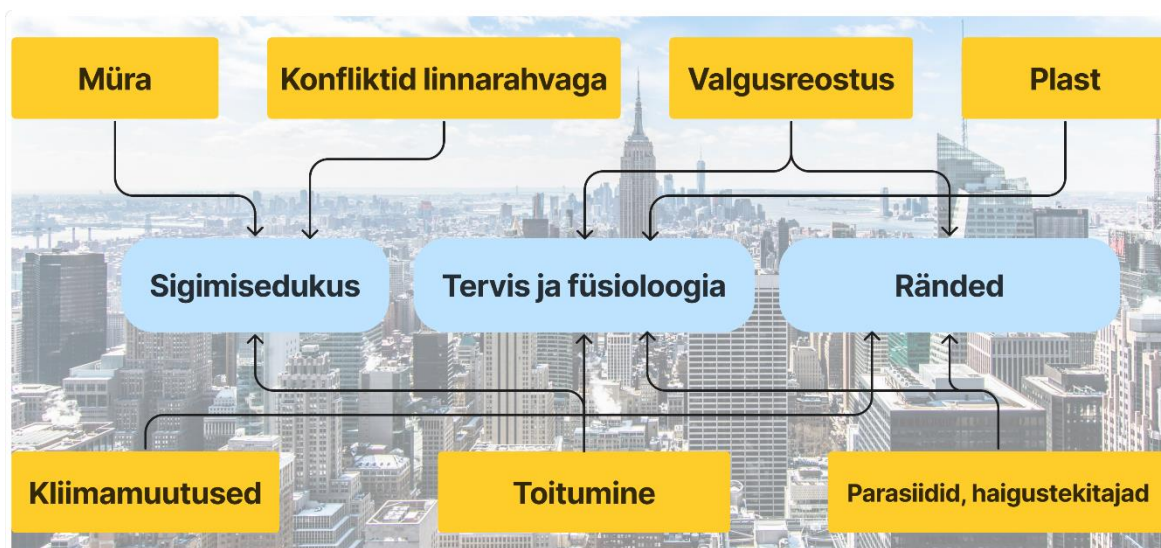 Müra
Konfliktid linnarahvaga
Valgusreostus
Plast
Sigimisedukus
Tervis ja füsioloogia
Ränded
Kliimamuutused
Toitumine
Parasiidid, haigustekitajad